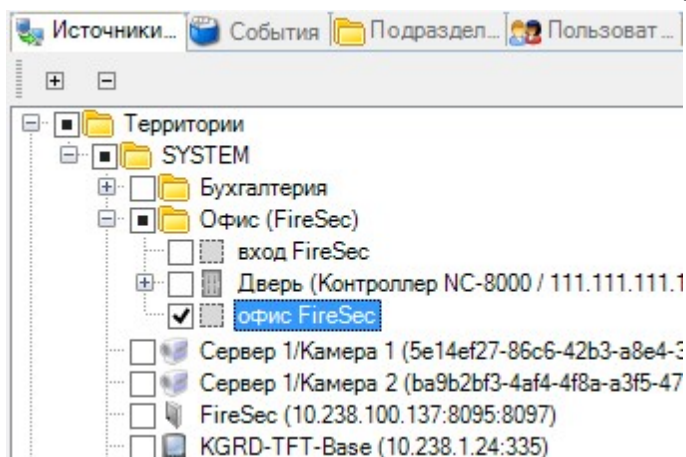 Источники... События Подраздел... Пользоват...
Территории
SYSTEM
Бухгалтерия
Офис (FireSec)
вход FireSec
Дверь (Контроллер NC-8000 / 111.111.111.1
офис FireSec
Сервер 1/Камера 1 (5e14ef27-86c6-42b3-a8e4-3
Сервер 1/Камера 2 (ba9b2bf3-4af4-4f8a-a3f5-47
FireSec (10.238.100.137:8095:8097)
KGRD-TFT-Base (10.238.1.24:335)